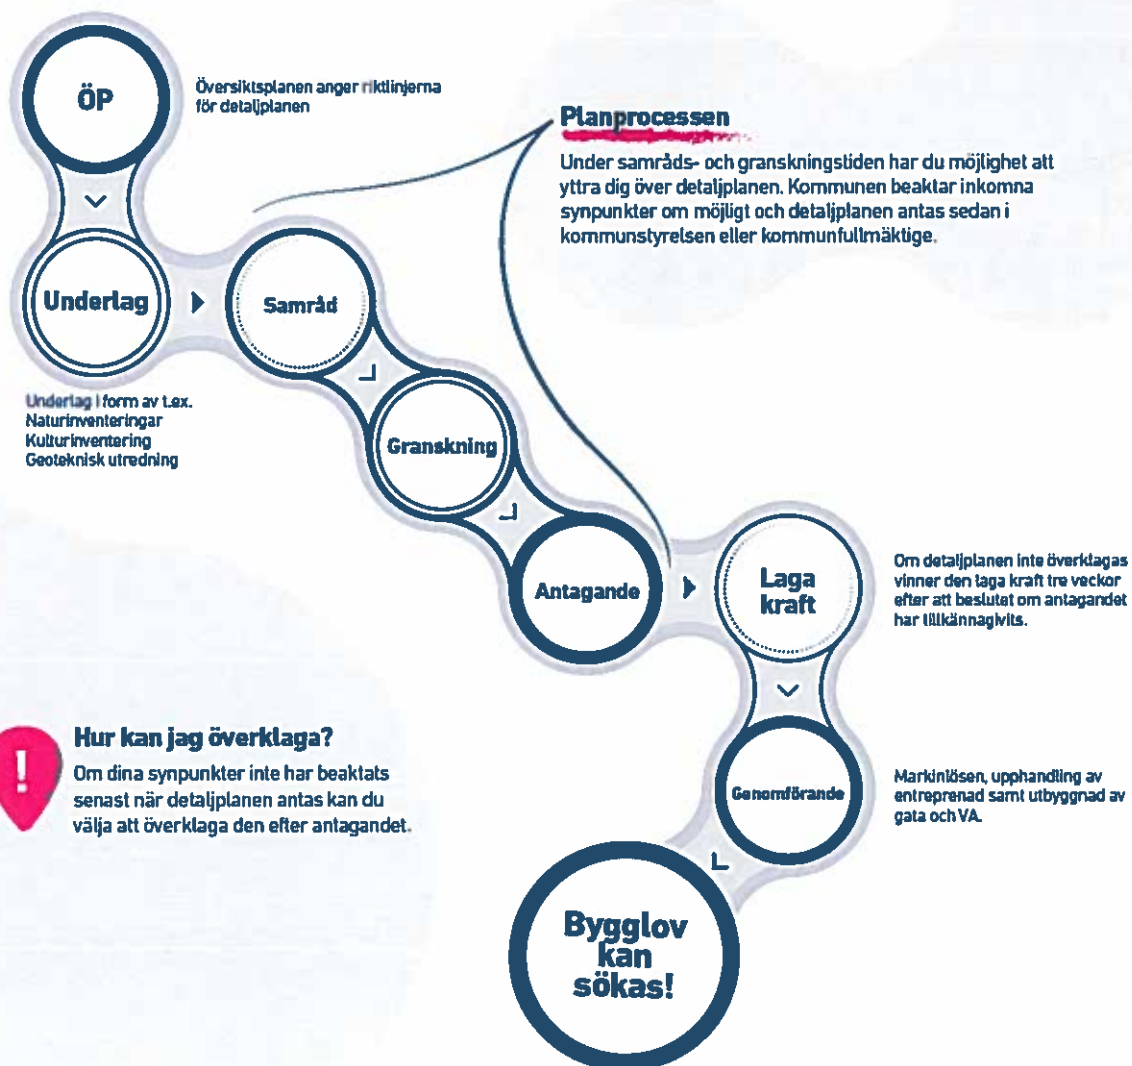 ÖP
Översiktsplanen anger riktlinjerna
för detaljplanen
Planprocessen
Under samråds- och granskningstiden har du möjlighet att
yttra dig över detaljplanen. Kommunen beaktar inkomna
synpunkter om möjligt och detaljplanen antas sedan i
kommunstyrelsen eller kommunfullmäktige.
Underlag
Samråd
Underlag i form av t.ex.
Naturinventeringar
Kulturinventering
Geoteknisk utredning
Granskning
Antagande
Laga
kraft
Om detaljplanen inte överklagas
vinner den laga kraft tre veckor
efter att beslutet om antagandet
har tillkännagivits.
!
Hur kan jag överklaga?
Om dina synpunkter inte har beaktats
senast när detaljplanen antas kan du
välja att överklaga den efter antagandet.
Genomförande
Markinlösen, upphandling av
entreprenad samt utbyggnad av
gata och VA.
Bygglov
kan
sökas!